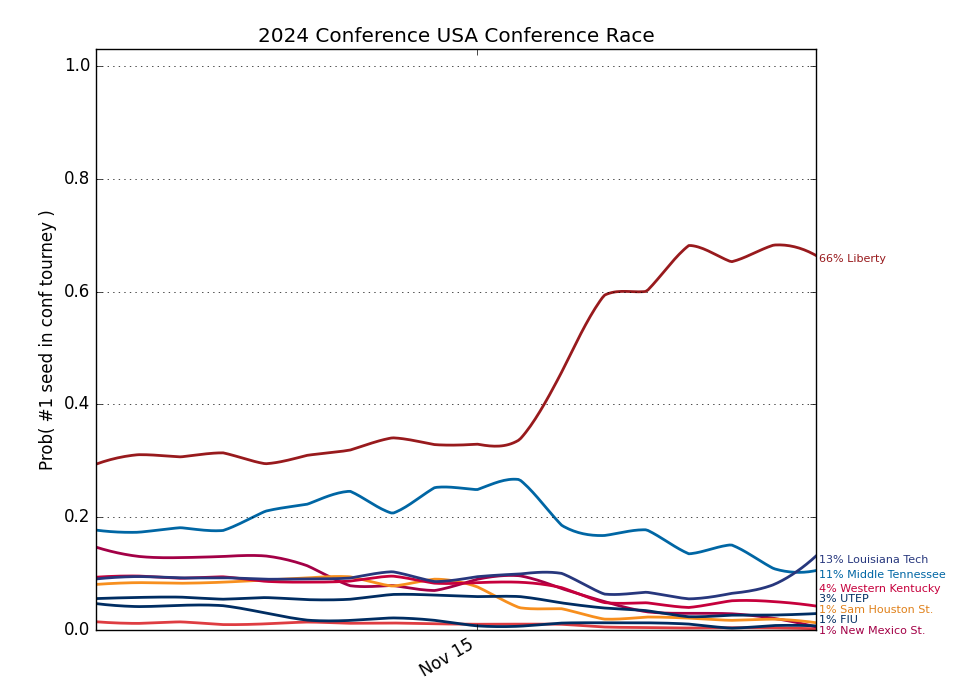 2024 Conference USA Conference Race
Prob( #1 seed in conf tourney )
1.0
0.8
0.6
0.4
0.2
0.0
Nov 15
66% Liberty
13% Louisiana Tech
11% Middle Tennessee
4% Western Kentucky
3% UTEP
1% Sam Houston St.
1% FIU
1% New Mexico St.